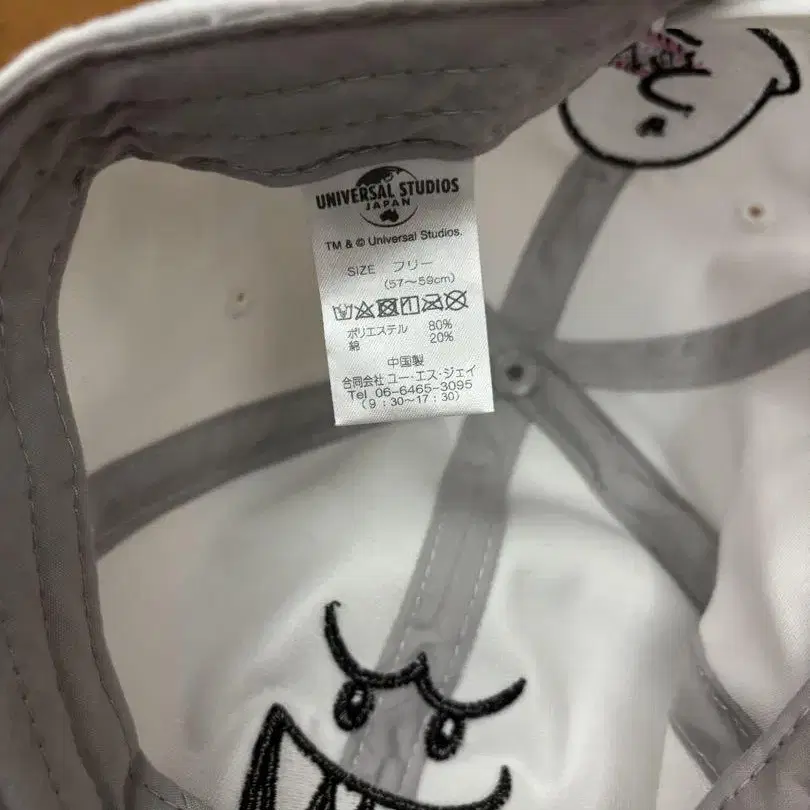 UNIVERSAL STUDIOS
JAPAN
TM & © Universal Studios.
SIZE フリー
(57～59cm)
ポリエステル 80%
綿 20%
中国製
合同会社 ユー・エス・ジェイ
Tel 06-6465-3095
(9：30～17：30)